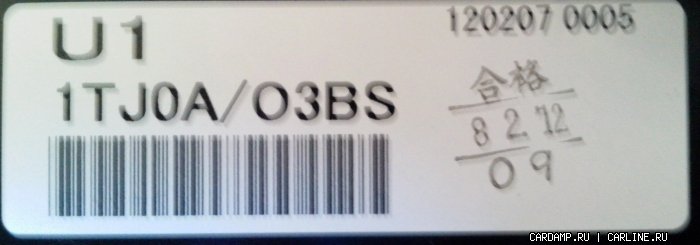 U1
120207 0005
1TJ0A/O3BS
合格
8 2 12
09
CARDAMP.RU | CARLINE.RU